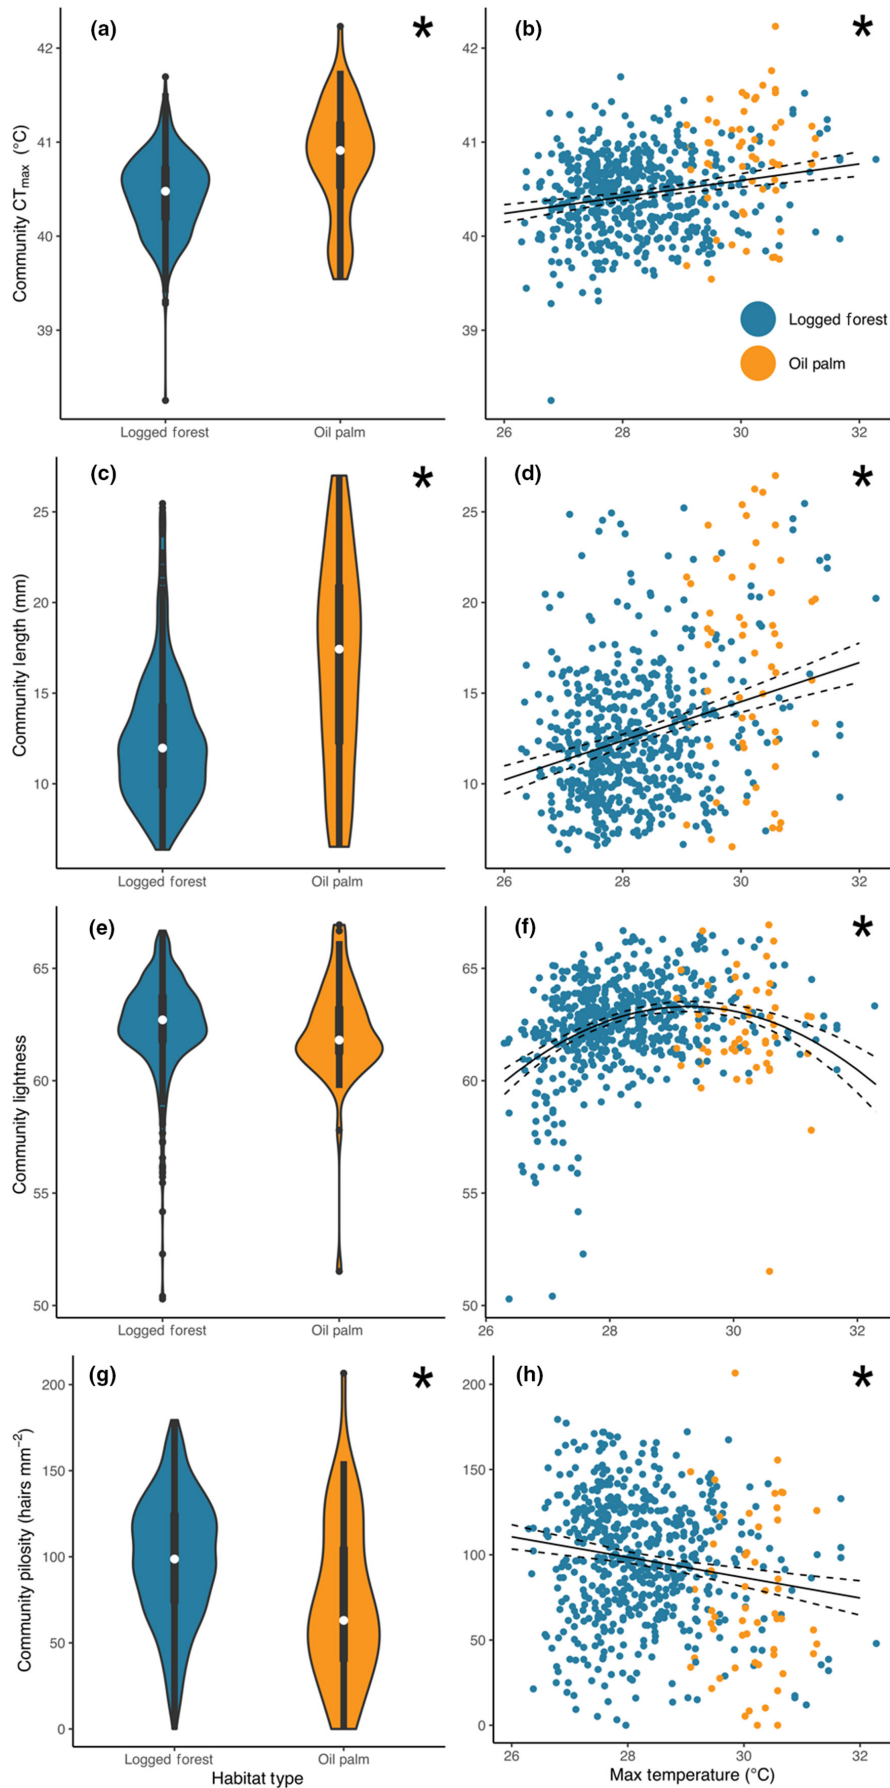 (a)
*
Community CTmax (°C)
42
41
40
39
Logged forest
Oil palm
(b)
*
42
41
40
39
Logged forest
Oil palm
26
28
30
32
(c)
*
Community length (mm)
25
20
15
10
Logged forest
Oil palm
(d)
*
25
20
15
10
26
28
30
32
(e)
Community lightness
65
60
55
50
Logged forest
Oil palm
(f)
*
65
60
55
50
26
28
30
32
(g)
*
Community pilosity (hairs mm−2)
200
150
100
50
0
Logged forest
Oil palm
Habitat type
(h)
*
200
150
100
50
0
26
28
30
32
Max temperature (°C)